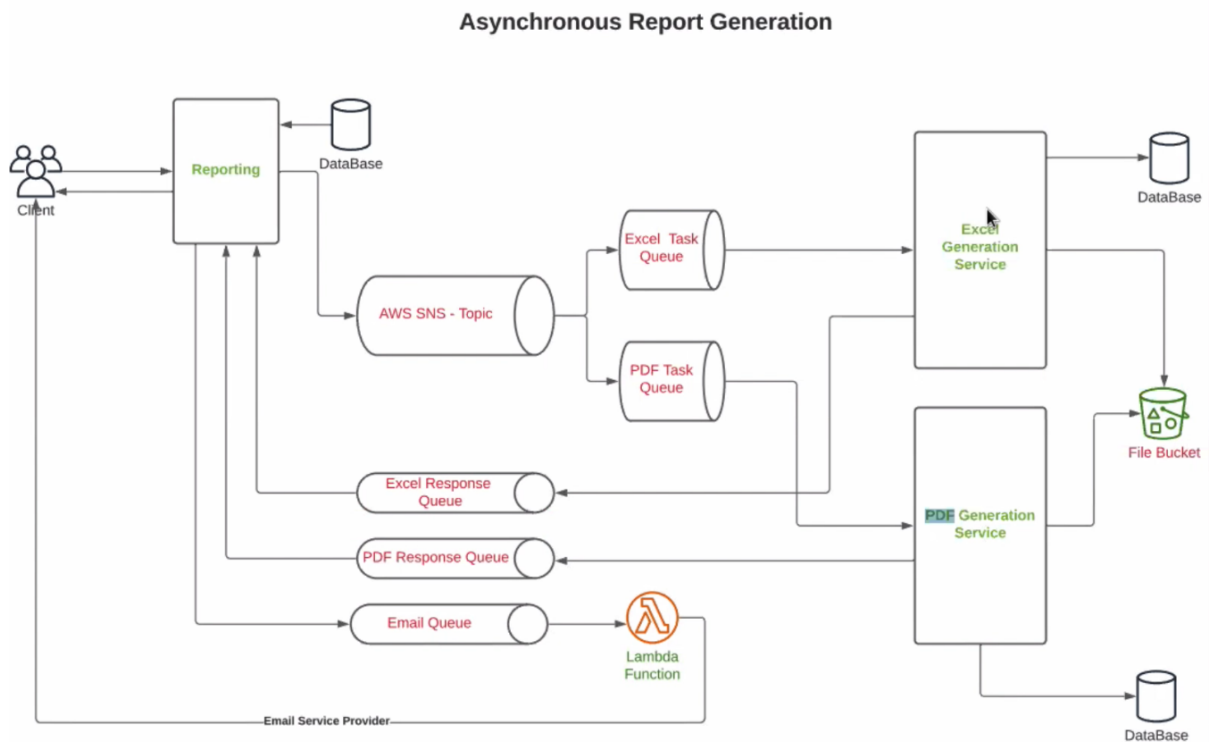 Asynchronous Report Generation
Reporting
DataBase
Client
DataBase
Excel  Task
Queue
Excel
Generation
Service
AWS SNS - Topic
PDF Task
Queue
File Bucket
Excel Response
Queue
PDF Generation
Service
PDF Response Queue
Email Queue
Lambda
Function
Email Service Provider
DataBase